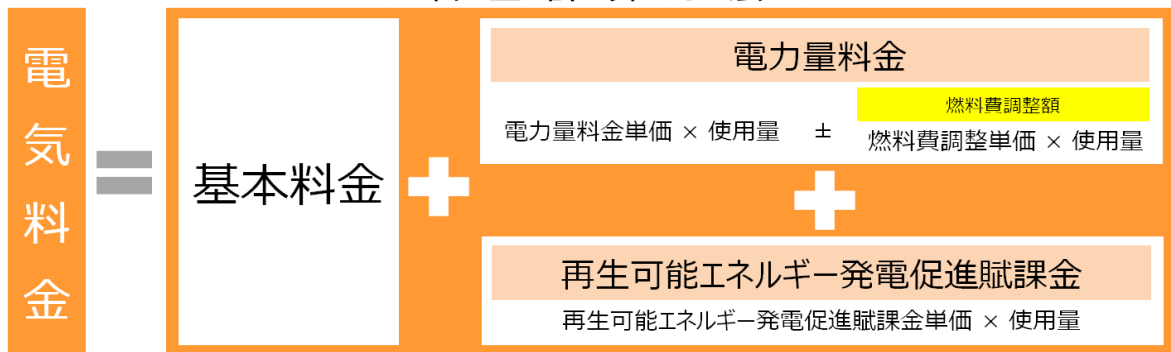 電気料金
=
基本料金
+
電力量料金
燃料費調整額
電力量料金単価 × 使用量 ± 燃料費調整単価 × 使用量
+
再生可能エネルギー発電促進賦課金
再生可能エネルギー発電促進賦課金単価 × 使用量